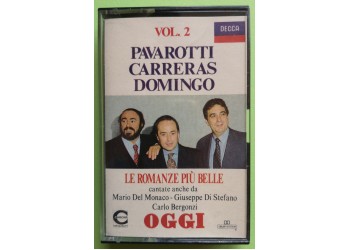 VOL. 2
DECCA
PAVAROTTI
CARRERAS
DOMINGO
LE ROMANZE PIÙ BELLE
cantate anche da
Mario Del Monaco - Giuseppe Di Stefano
Carlo Bergonzi
OGGI